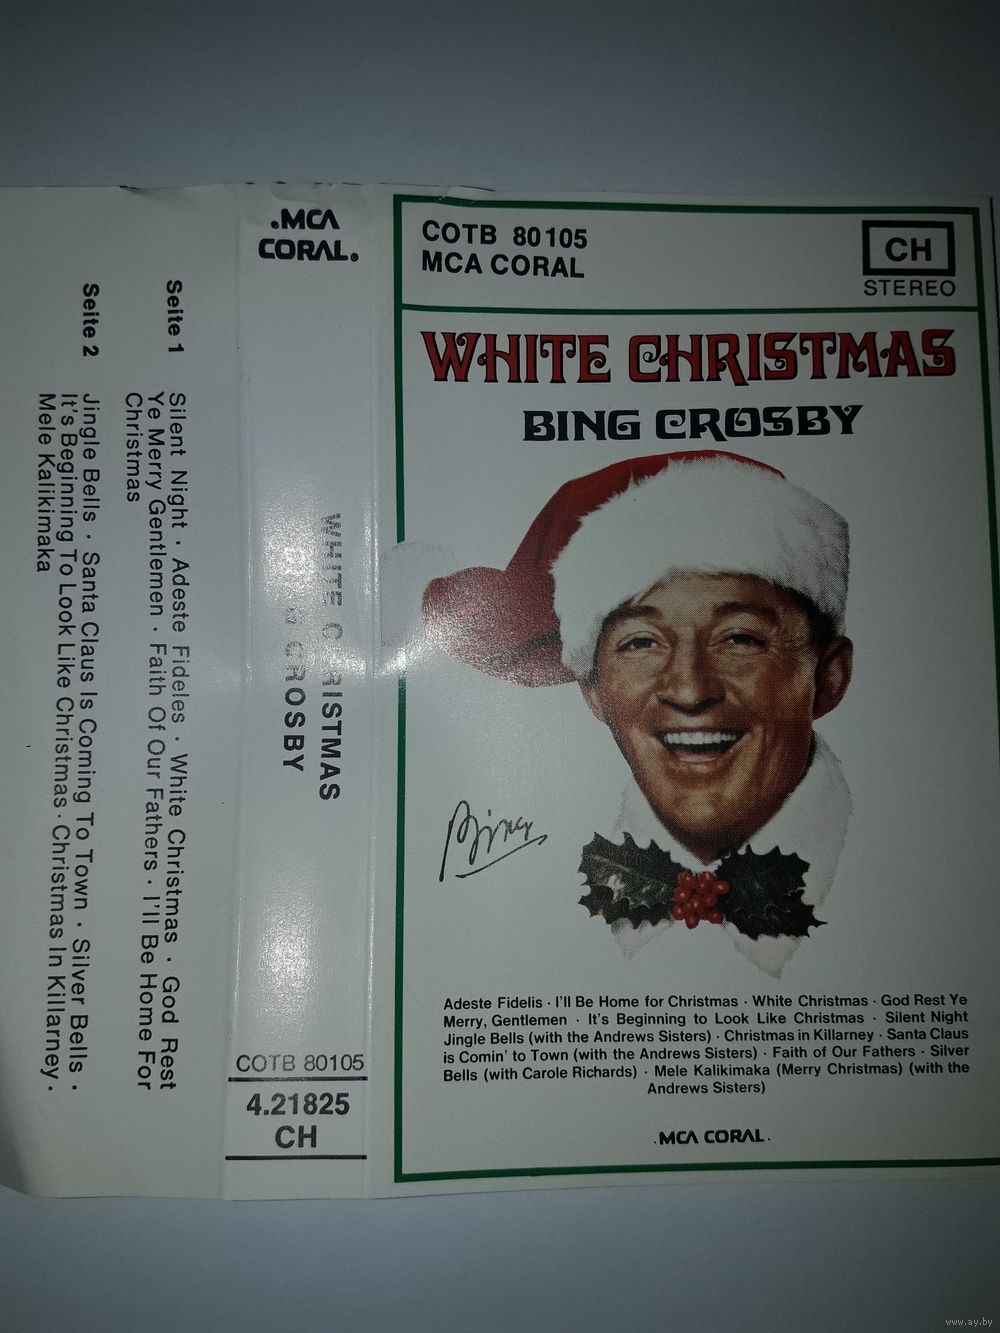 .MCA
CORAL.
Seite 1
Silent Night · Adeste Fideles · White Christmas · God Rest
Ye Merry Gentlemen · Faith Of Our Fathers · I'll Be Home For
Christmas
Seite 2
Jingle Bells · Santa Claus Is Coming To Town · Silver Bells ·
It's Beginning To Look Like Christmas · Christmas In Killarney ·
Mele Kalikimaka
WHITE CHRISTMAS
BING CROSBY
COTB 80105
4.21825
CH
COTB 80105
MCA CORAL
CH
STEREO
WHITE CHRISTMAS
BING CROSBY
Bing
Adeste Fidelis · I'll Be Home for Christmas · White Christmas · God Rest Ye
Merry, Gentlemen · It's Beginning to Look Like Christmas · Silent Night
Jingle Bells (with the Andrews Sisters) · Christmas in Killarney · Santa Claus
is Comin' to Town (with the Andrews Sisters) · Faith of Our Fathers · Silver
Bells (with Carole Richards) · Mele Kalikimaka (Merry Christmas) (with the
Andrews Sisters)
.MCA CORAL.
www.ay.by